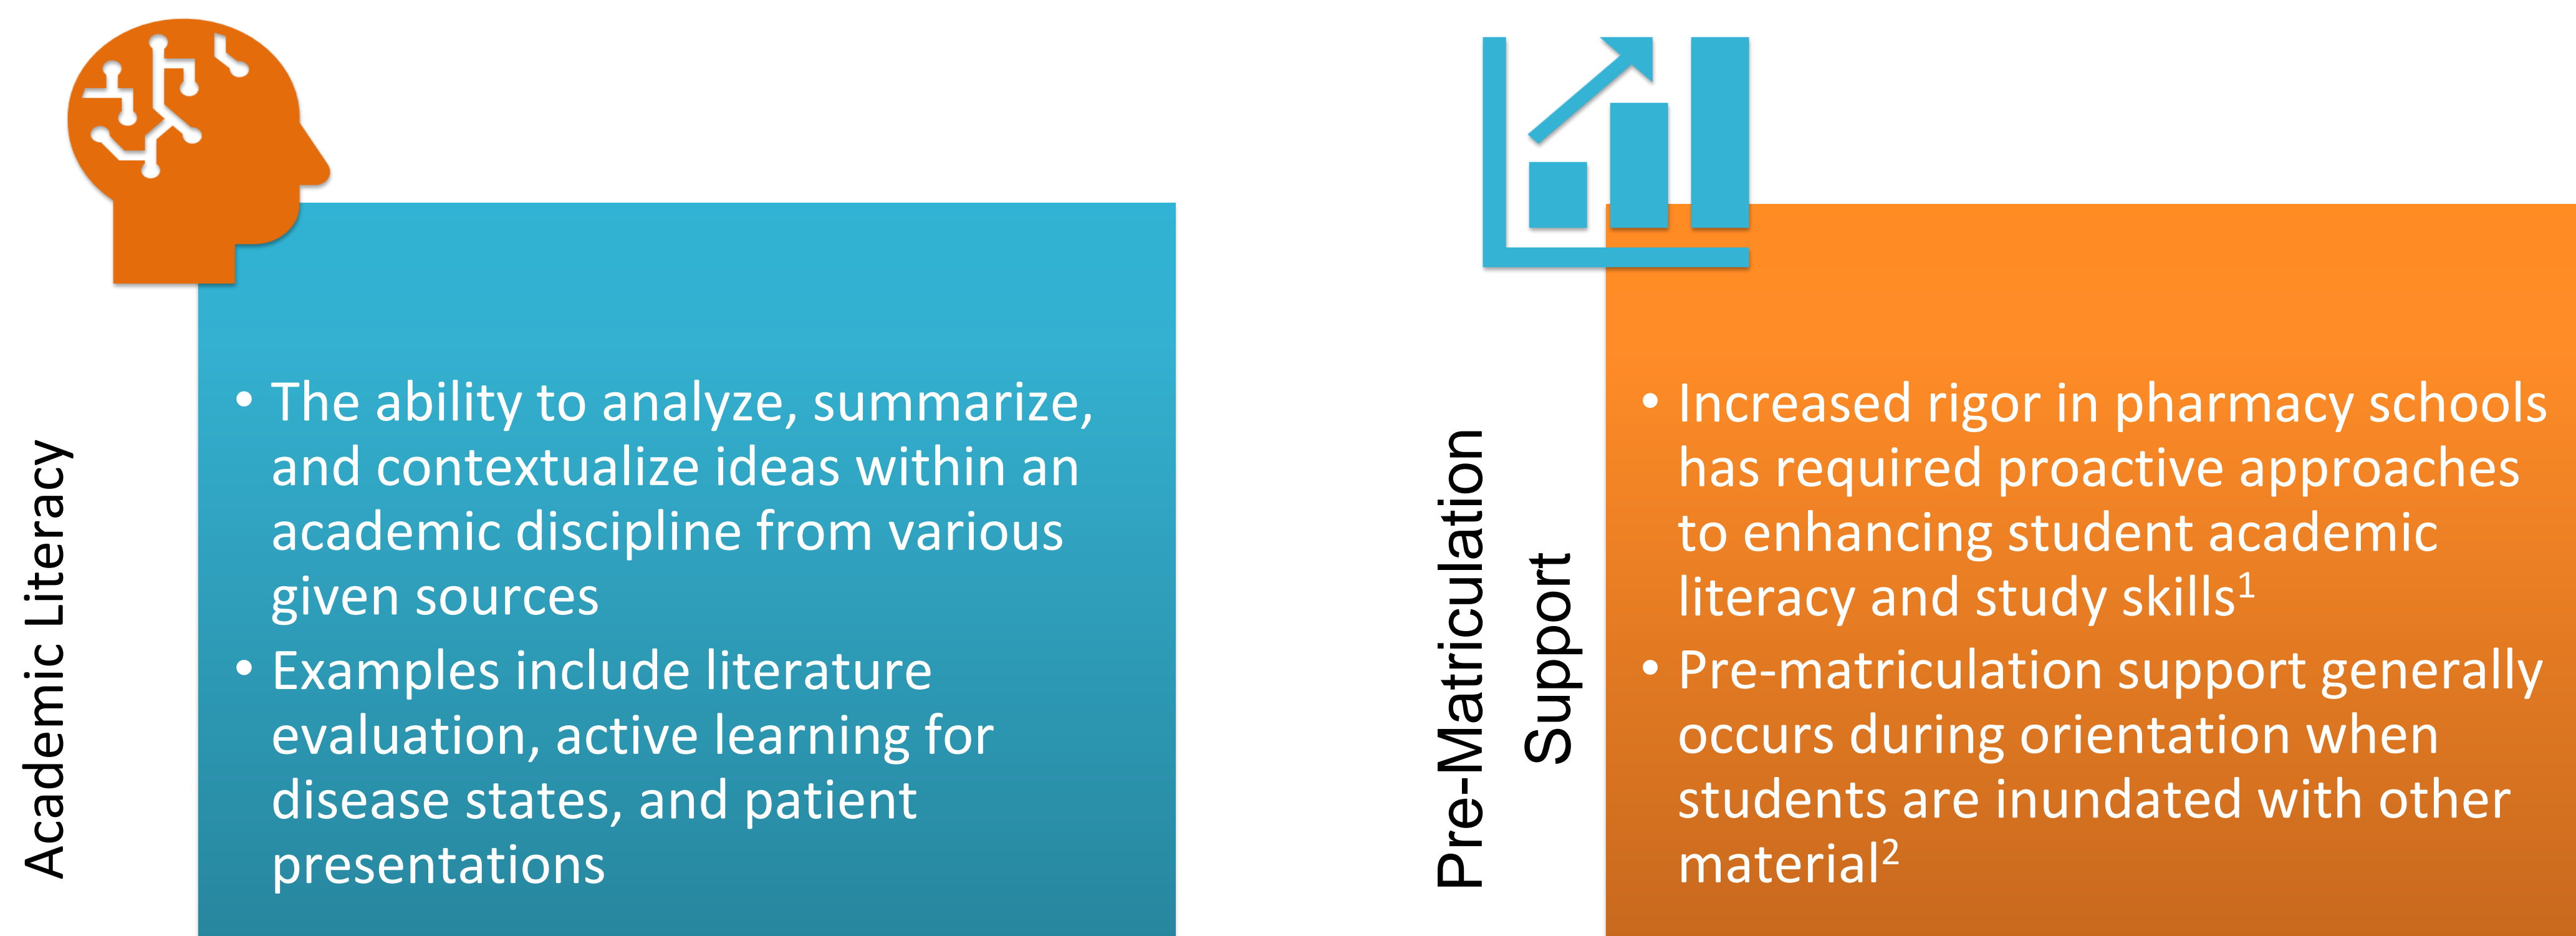 Academic Literacy
• The ability to analyze, summarize,
and contextualize ideas within an
academic discipline from various
given sources
• Examples include literature
evaluation, active learning for
disease states, and patient
presentations
Pre-Matriculation
Support
• Increased rigor in pharmacy schools
has required proactive approaches
to enhancing student academic
literacy and study skills¹
• Pre-matriculation support generally
occurs during orientation when
students are inundated with other
material²